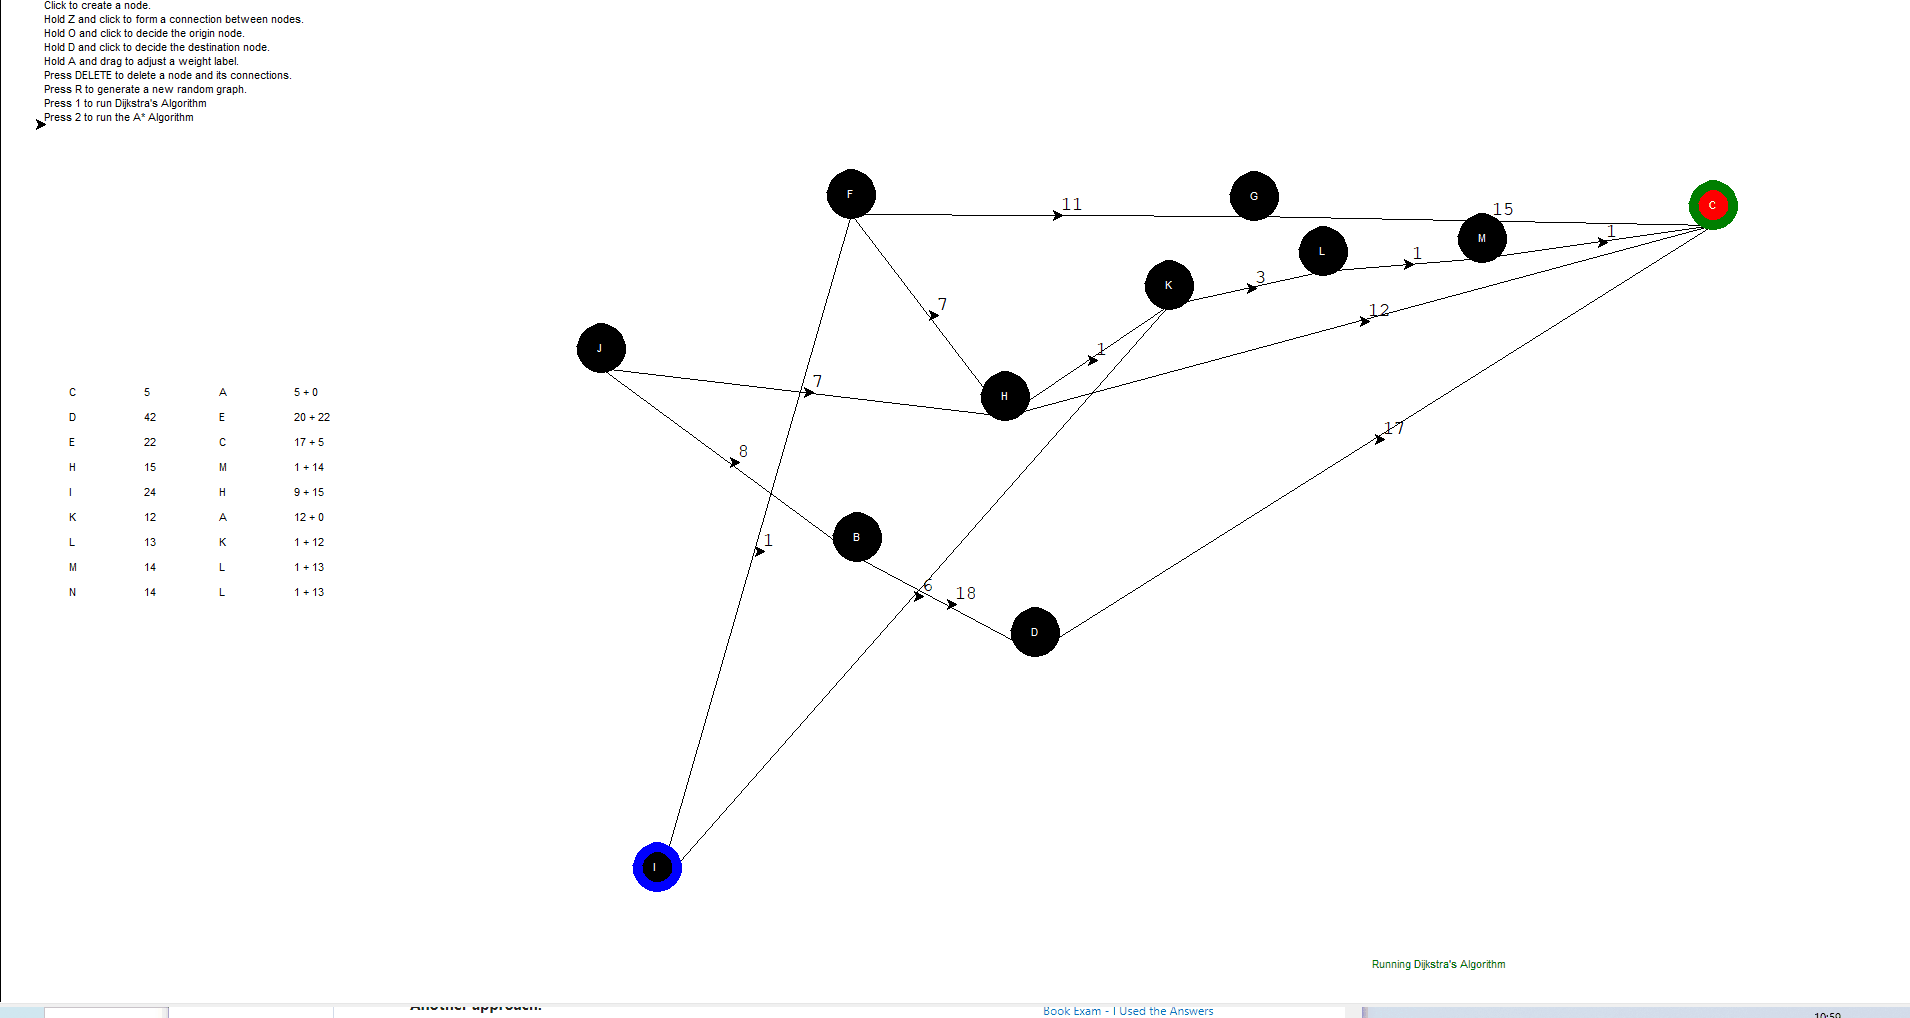 Click to create a node.
Hold Z and click to form a connection between nodes.
Hold O and click to decide the origin node.
Hold D and click to decide the destination node.
Hold A and drag to adjust a weight label.
Press DELETE to delete a node and its connections.
Press R to generate a new random graph.
Press 1 to run Dijkstra's Algorithm
Press 2 to run the A* Algorithm
F
G
C
11
15
M
1
L
1
K
3
7
12
J
1
7
H
17
C 5 A 5 + 0
D 42 E 20 + 22
E 22 C 17 + 5
H 15 M 1 + 14
I 24 H 9 + 15
K 12 A 12 + 0
L 13 K 1 + 12
M 14 L 1 + 13
N 14 L 1 + 13
8
B
1
6
18
D
I
Running Dijkstra's Algorithm
Another approach:
Book Exam - I Used the Answers
10:59